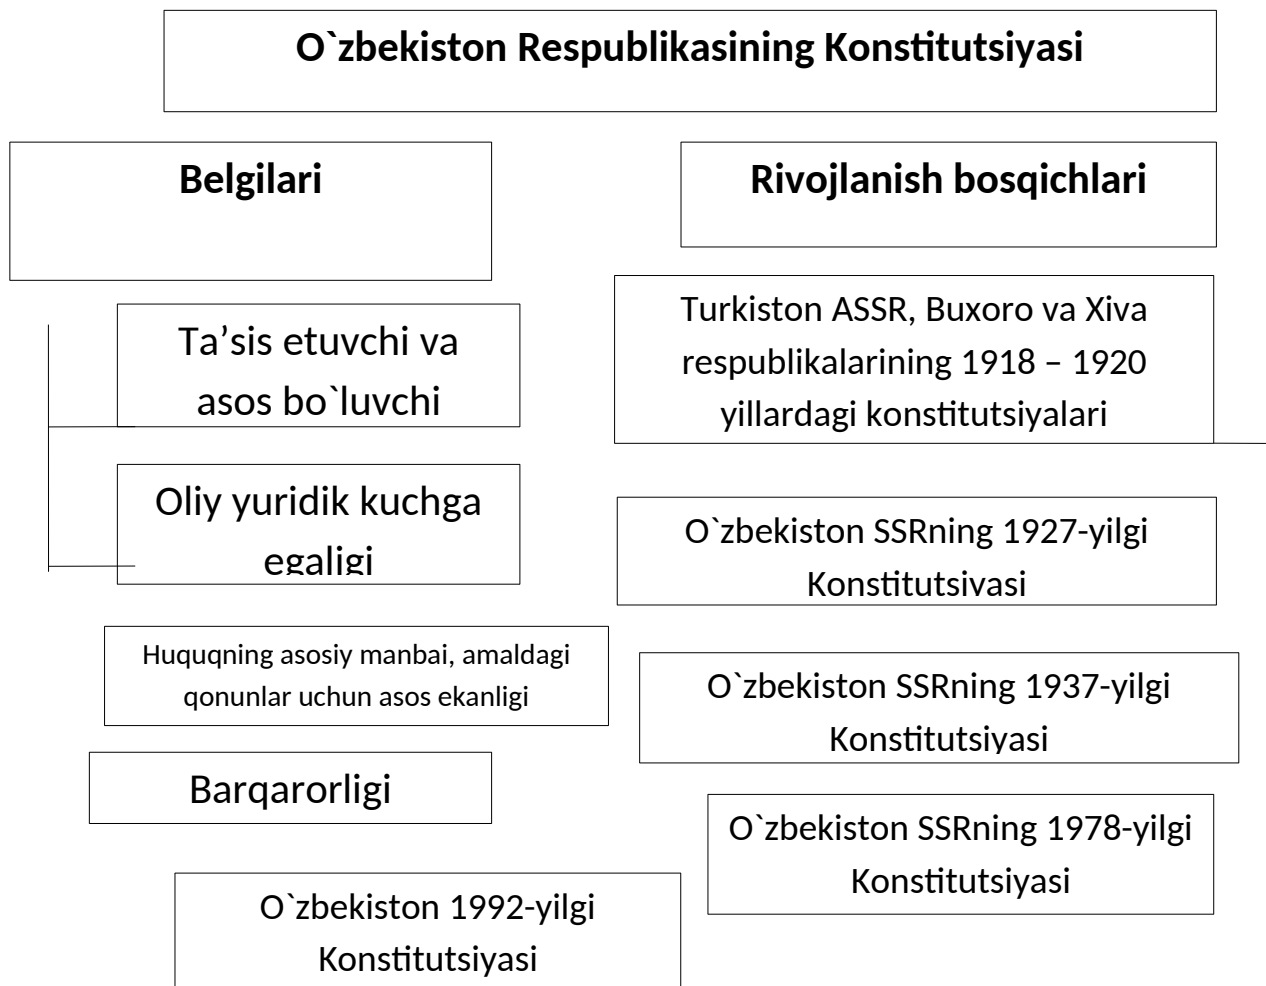 O`zbekiston Respublikasining Konstitutsiyasi
Belgilari
Rivojlanish bosqichlari
Ta’sis etuvchi va
asos bo`luvchi
Oliy yuridik kuchga
egaligi
Huquqning asosiy manbai, amaldagi
qonunlar uchun asos ekanligi
Barqarorligi
Turkiston ASSR, Buxoro va Xiva
respublikalarining 1918 – 1920
yillardagi konstitutsiyalari
O`zbekiston SSRning 1927-yilgi
Konstitutsiyasi
O`zbekiston SSRning 1937-yilgi
Konstitutsiyasi
O`zbekiston SSRning 1978-yilgi
Konstitutsiyasi
O`zbekiston 1992-yilgi
Konstitutsiyasi